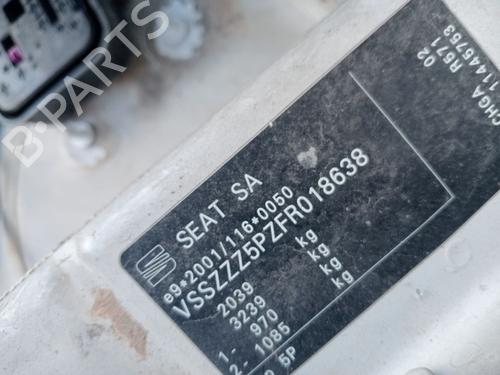 B-PARTS
SEAT SA
e9*2001/116*0050
VSSZZZ5PZFR018638
2039 kg
3239 kg
1- 970 kg
2- 1085 kg
5P
02
11445753
CHGA R571